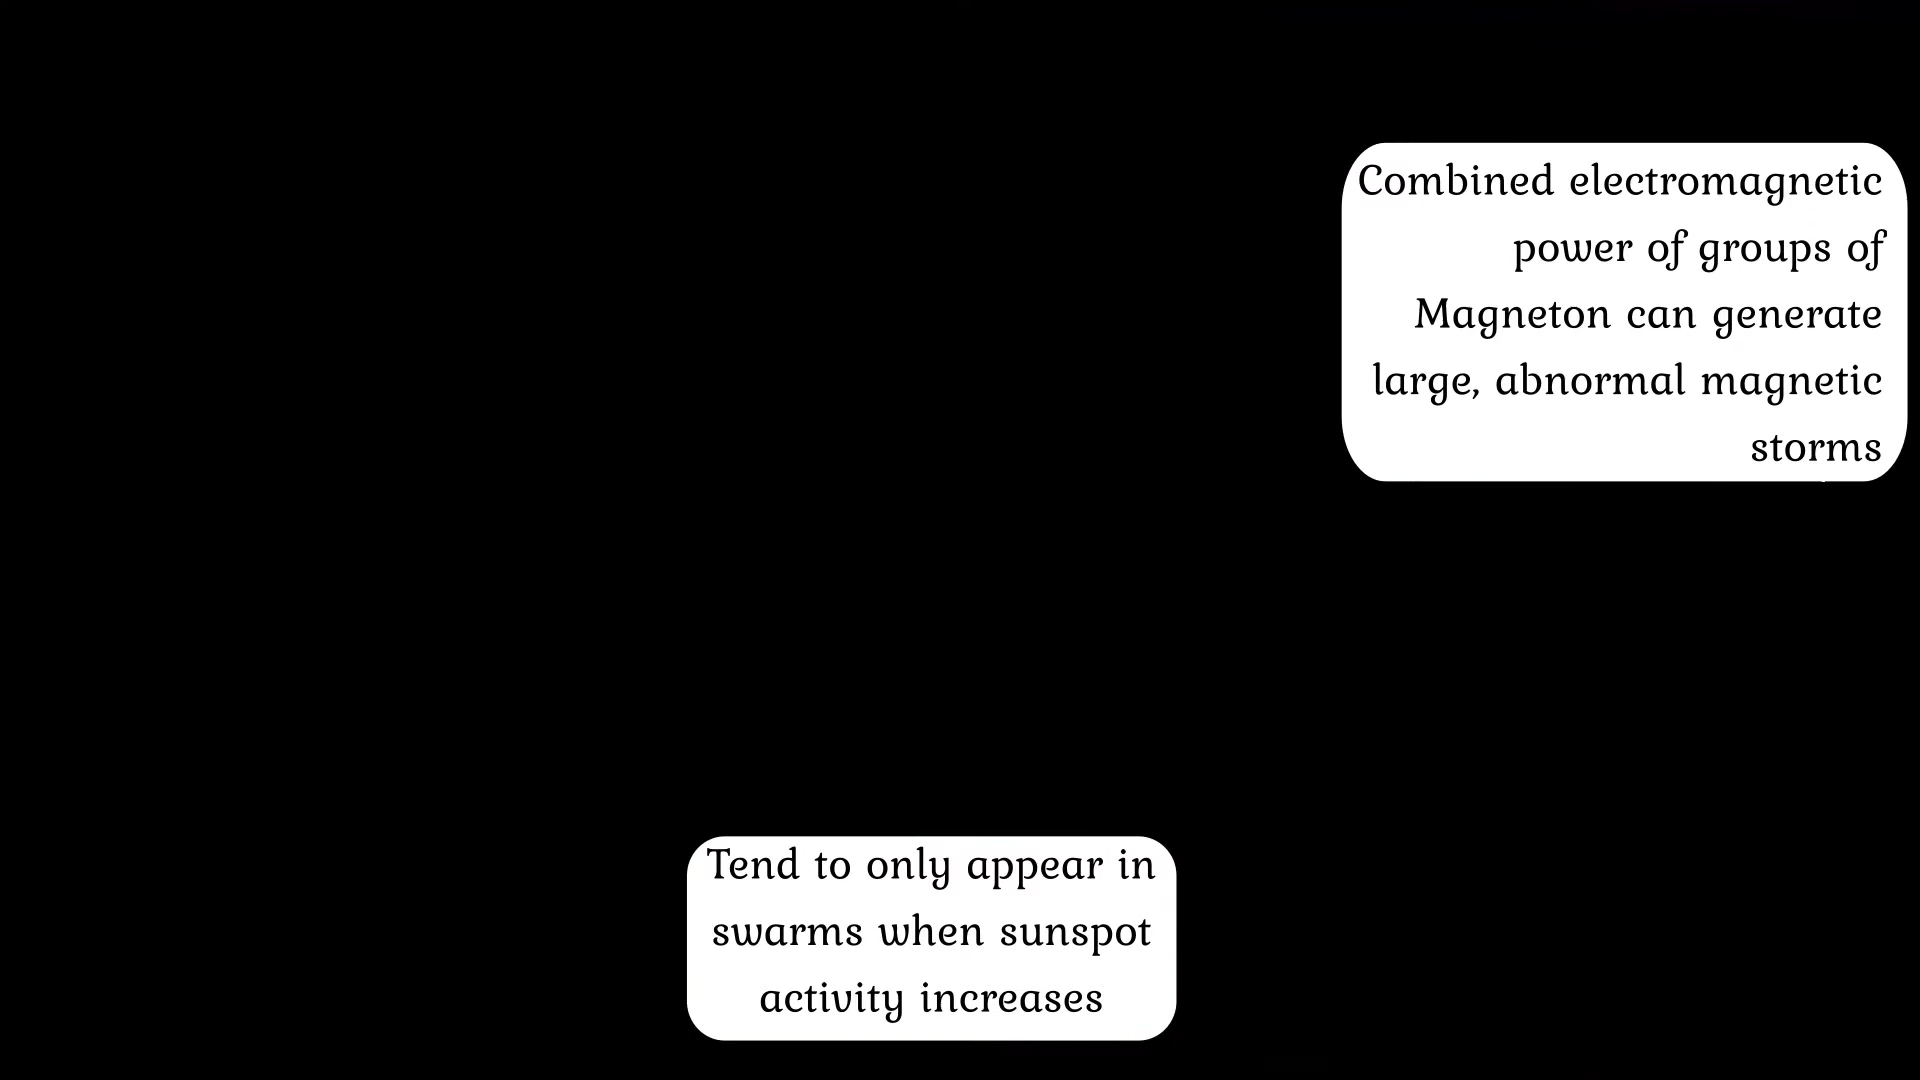 Combined electromagnetic
power of groups of
Magneton can generate
large, abnormal magnetic
storms
Tend to only appear in
swarms when sunspot
activity increases